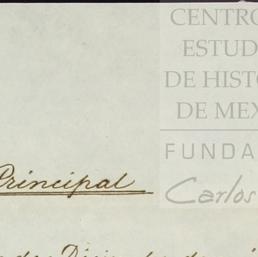 CENTRO
ESTUD
DE HISTO
DE MEX
FUNDA
Carlos
Principal